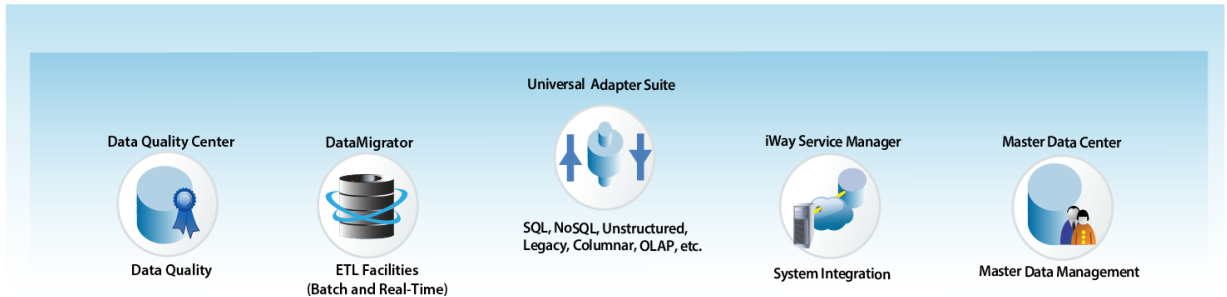 Universal Adapter Suite
Data Quality Center
DataMigrator
iWay Service Manager
Master Data Center
SQL, NoSQL, Unstructured,
Legacy, Columnar, OLAP, etc.
Data Quality
ETL Facilities
(Batch and Real-Time)
System Integration
Master Data Management